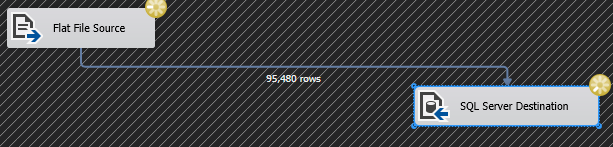 Flat File Source
95,480 rows
SQL Server Destination